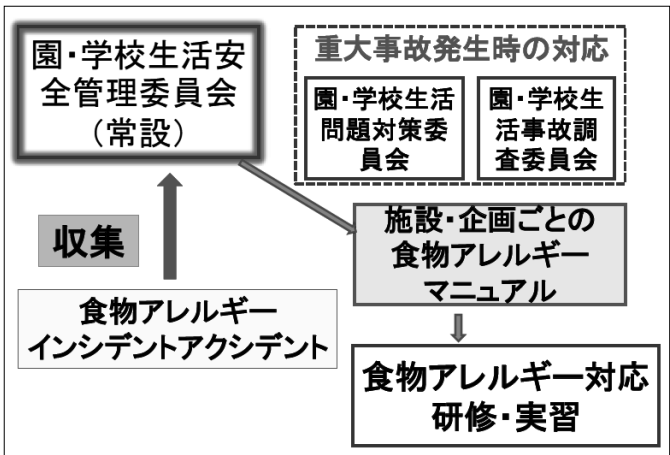 園・学校生活安
全管理委員会
（常設）
重大事故発生時の対応
園・学校生活
問題対策委
員会
園・学校生
活事故調
査委員会
収集
施設・企画ごとの
食物アレルギー
マニュアル
食物アレルギー
インシデントアクシデント
食物アレルギー対応
研修・実習